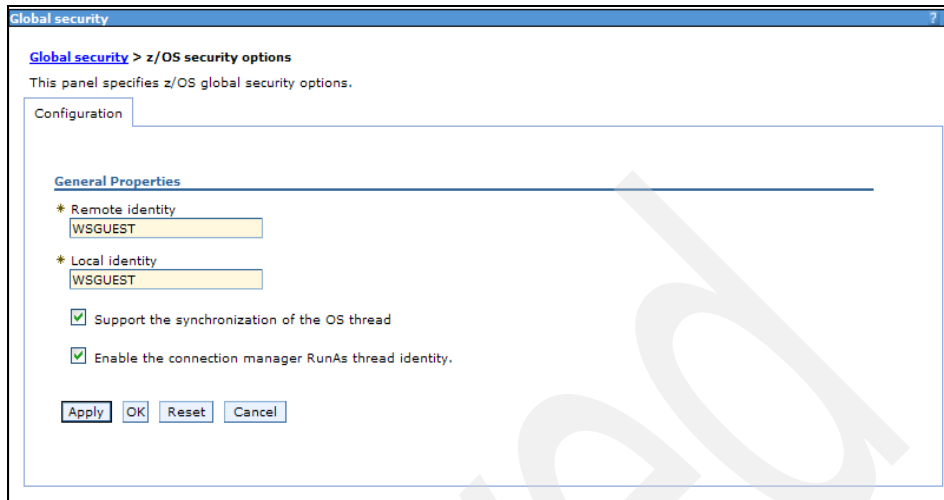 Global security ?
Global security > z/OS security options
This panel specifies z/OS global security options.
Configuration
General Properties
* Remote identity
WSGUEST
* Local identity
WSGUEST
Support the synchronization of the OS thread
Enable the connection manager RunAs thread identity.
Apply OK Reset Cancel